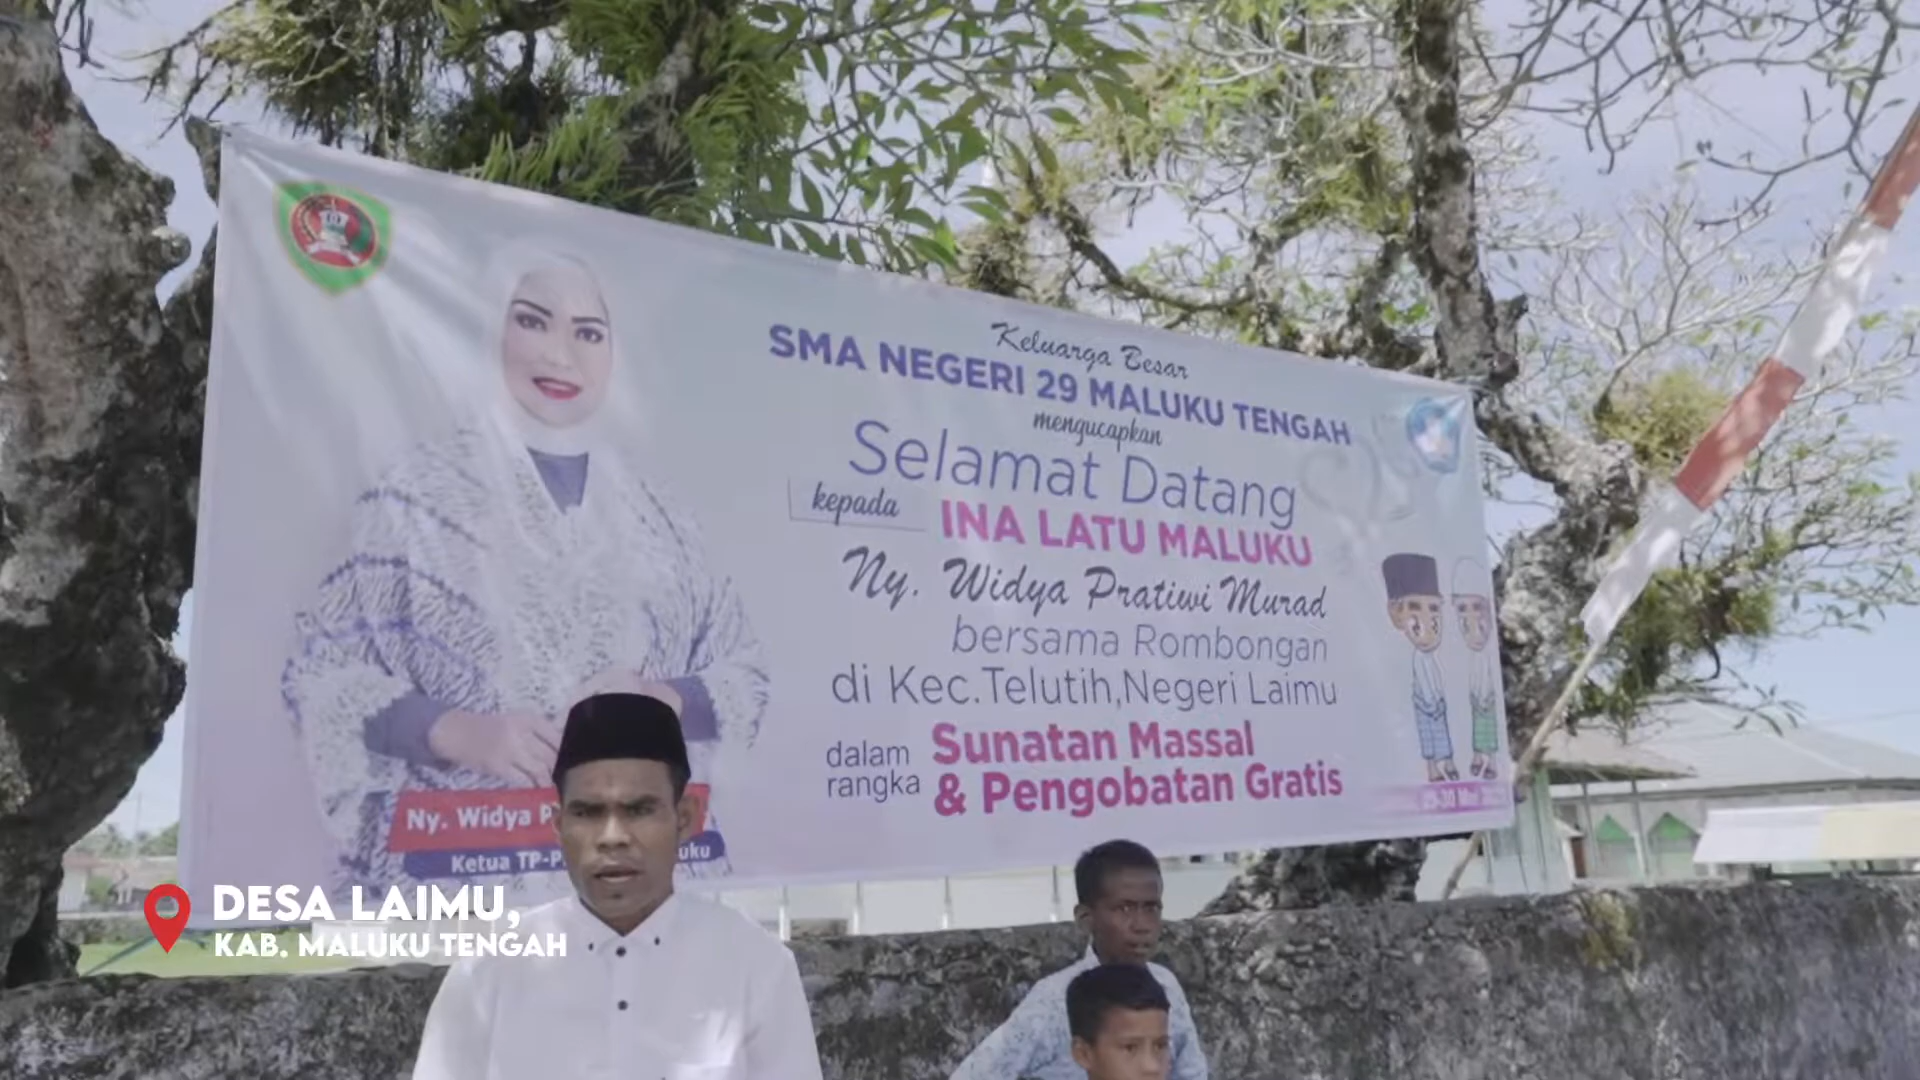 Keluarga Besar
SMA NEGERI 29 MALUKU TENGAH
mengucapkan
Selamat Datang
kepada INA LATU MALUKU
Ny. Widya Pratiwi Murad
bersama Rombongan
di Kec.Telutih,Negeri Laimu
dalam rangka
Sunatan Massal
& Pengobatan Gratis
Ny. Widya
Ketua
DESA LAIMU,
KAB. MALUKU TENGAH